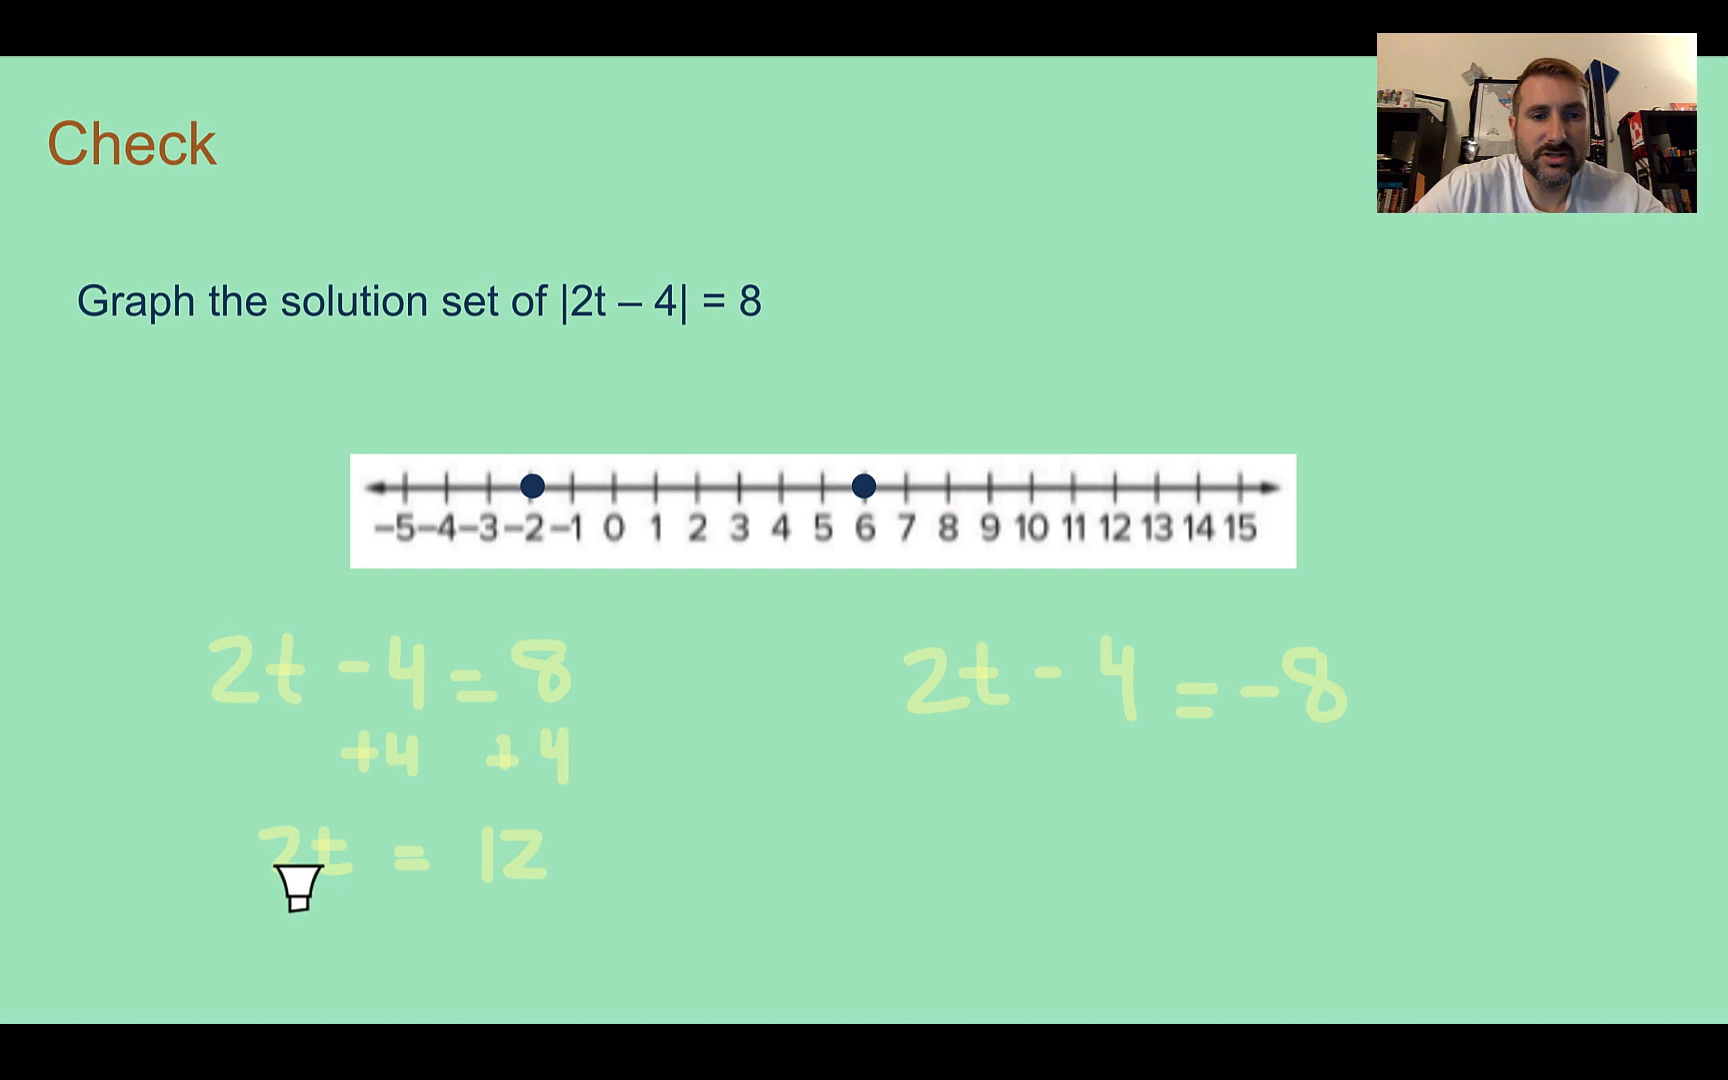 Check
Graph the solution set of |2t – 4| = 8
–5 –4 –3 –2 –1 0 1 2 3 4 5 6 7 8 9 10 11 12 13 14 15
2t - 4 = 8
2t - 4 = -8
+4 +4
2t = 12